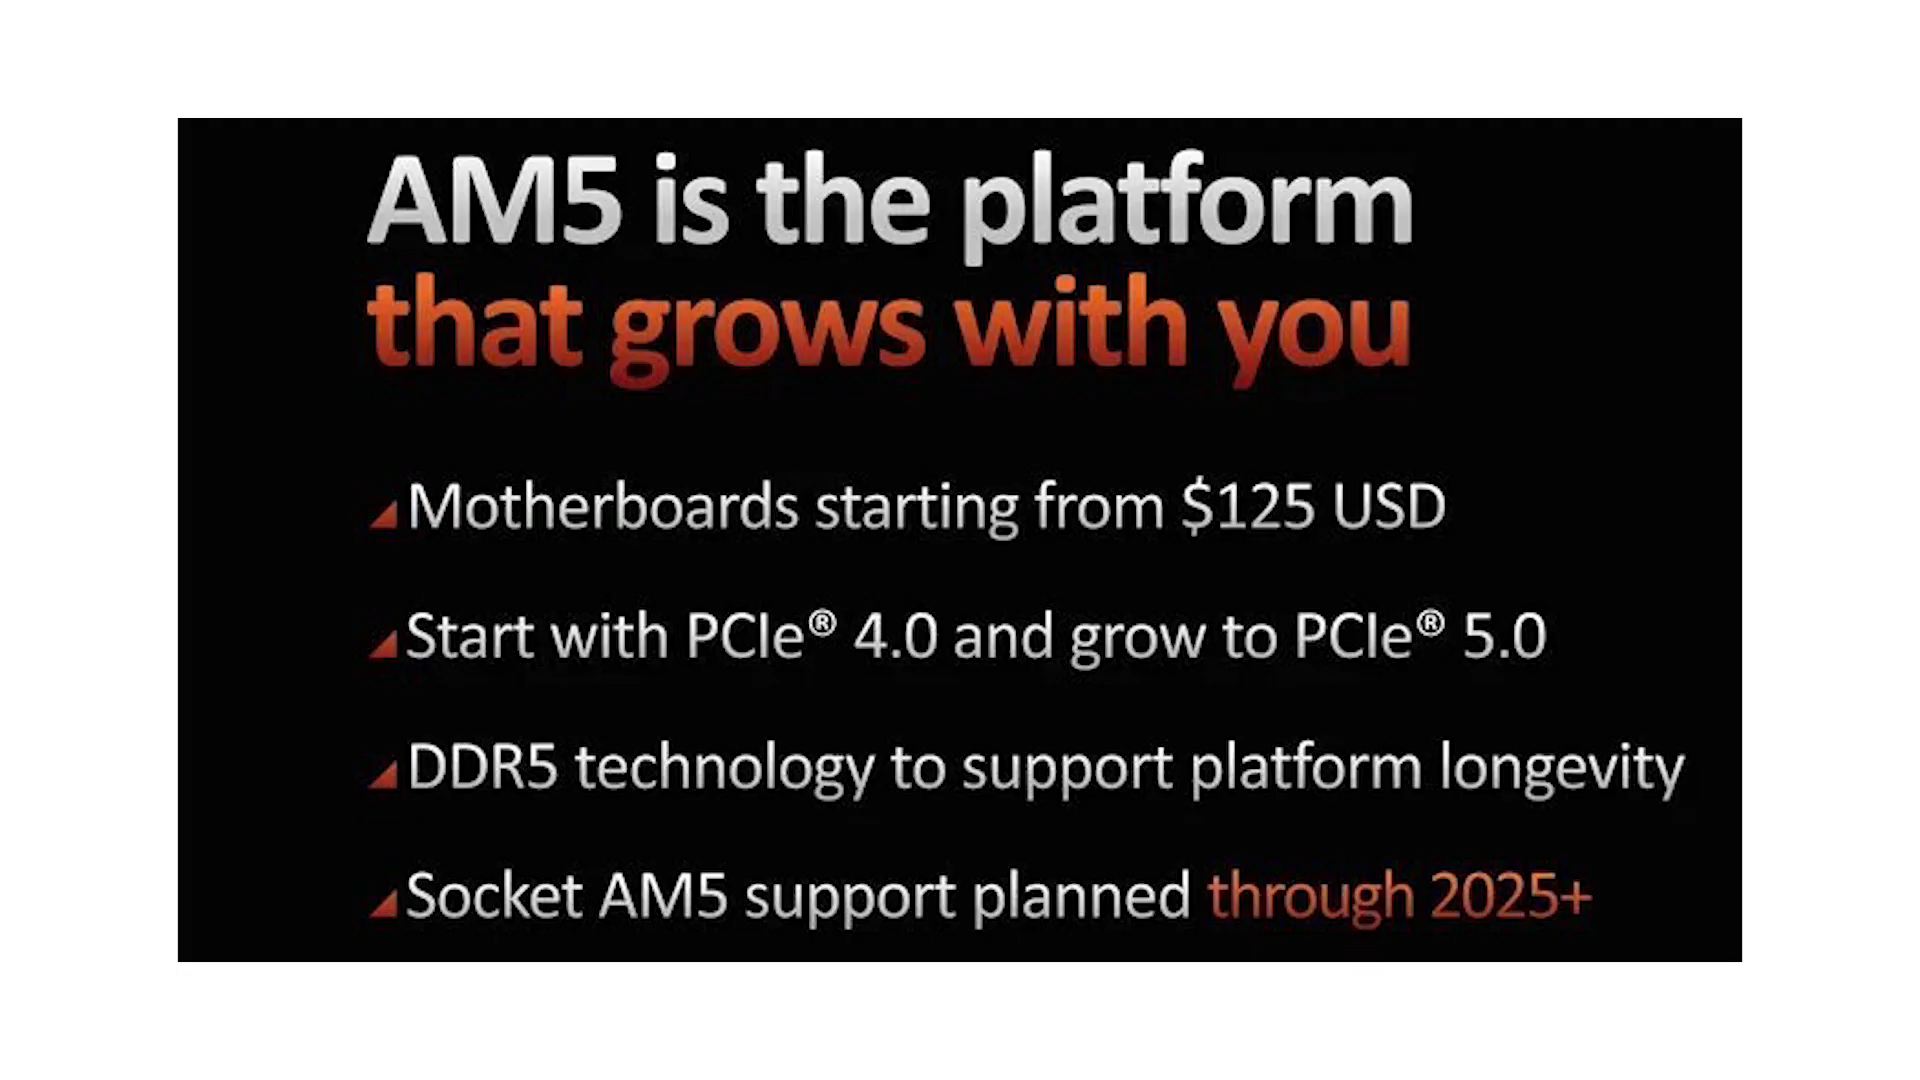 AM5 is the platform
that grows with you
Motherboards starting from $125 USD
Start with PCIe® 4.0 and grow to PCIe® 5.0
DDR5 technology to support platform longevity
Socket AM5 support planned through 2025+